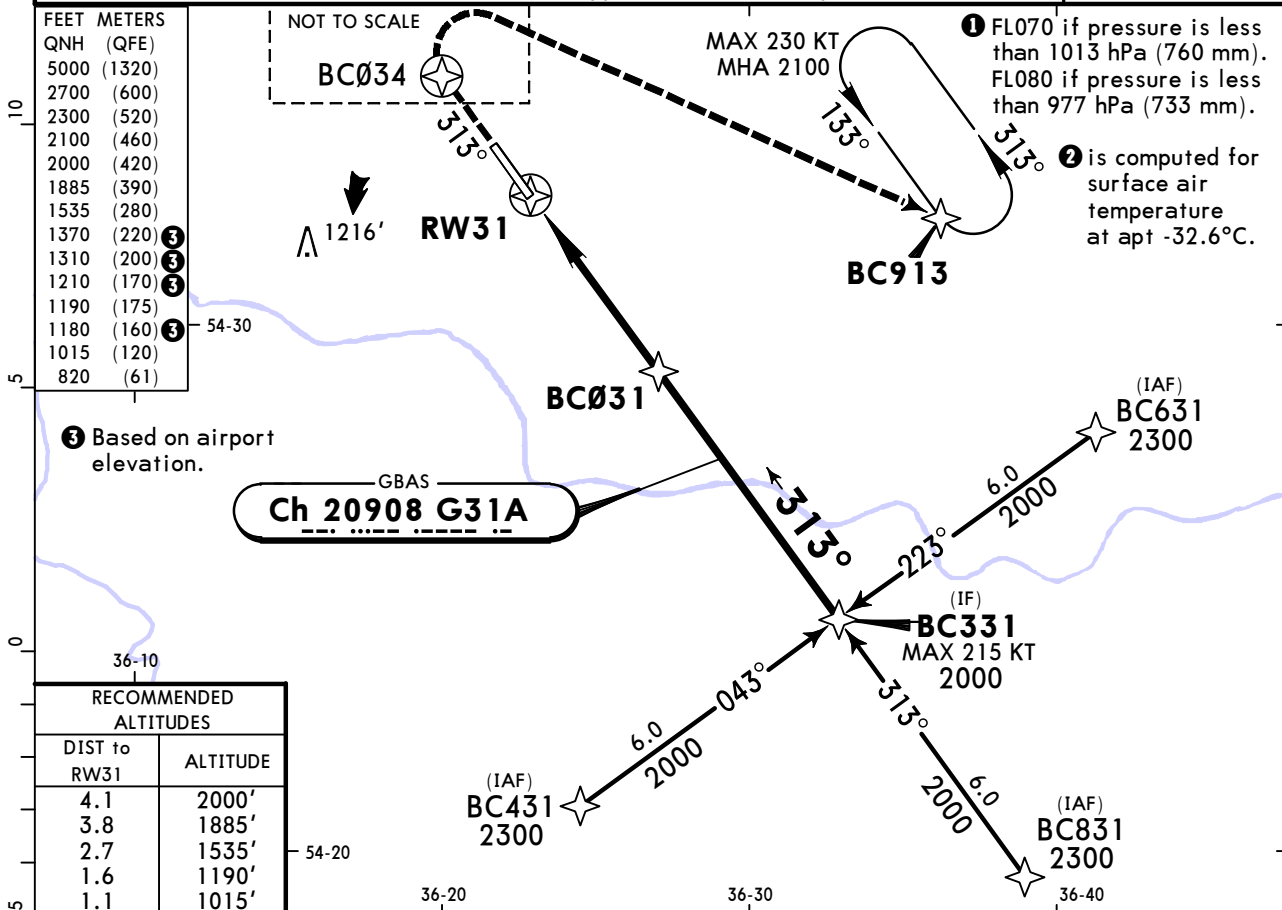 FEET METERS
QNH (QFE)
5000 (1320)
2700 (600)
2300 (520)
2100 (460)
2000 (420)
1885 (390)
1535 (280)
1370 (220) 3
1310 (200) 3
1210 (170) 3
1190 (175)
1180 (160) 3
1015 (120)
820 (61)
NOT TO SCALE
BCØ34
313°
MAX 230 KT
MHA 2100
133°
313°
1 FL070 if pressure is less
than 1013 hPa (760 mm).
FL080 if pressure is less
than 977 hPa (733 mm).
2 is computed for
surface air
temperature
at apt -32.6°C.
1216'
RW31
BC913
10
54-30
5
BCØ31
(IAF)
BC631
2300
3 Based on airport
elevation.
GBAS
Ch 20908 G31A
6.0
2000
223°
313°
(IF)
BC331
MAX 215 KT
2000
0
36-10
043°
6.0
2000
313°
6.0
2000
(IAF)
BC431
2300
(IAF)
BC831
2300
RECOMMENDED
ALTITUDES
DIST to
RW31
ALTITUDE
4.1 2000'
3.8 1885'
2.7 1535'
1.6 1190'
1.1 1015'
54-20
5
36-20
36-30
36-40